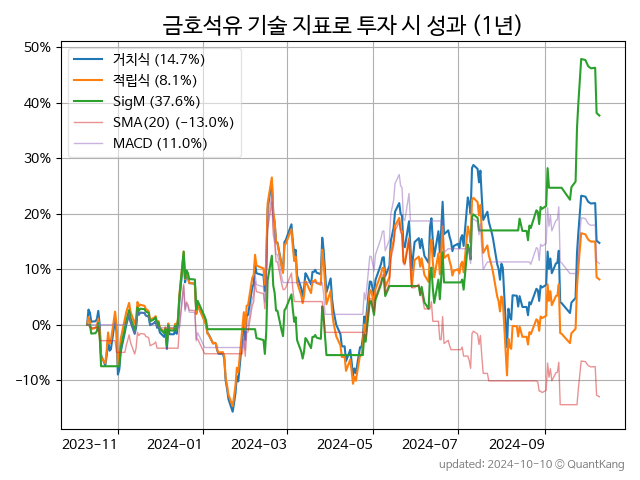 금호석유 기술 지표로 투자 시 성과 (1년)
거치식 (14.7%)
적립식 (8.1%)
SigM (37.6%)
SMA(20) (−13.0%)
MACD (11.0%)
50%
40%
30%
20%
10%
0%
−10%
2023-11 2024-01 2024-03 2024-05 2024-07 2024-09
updated: 2024-10-10 © QuantKang